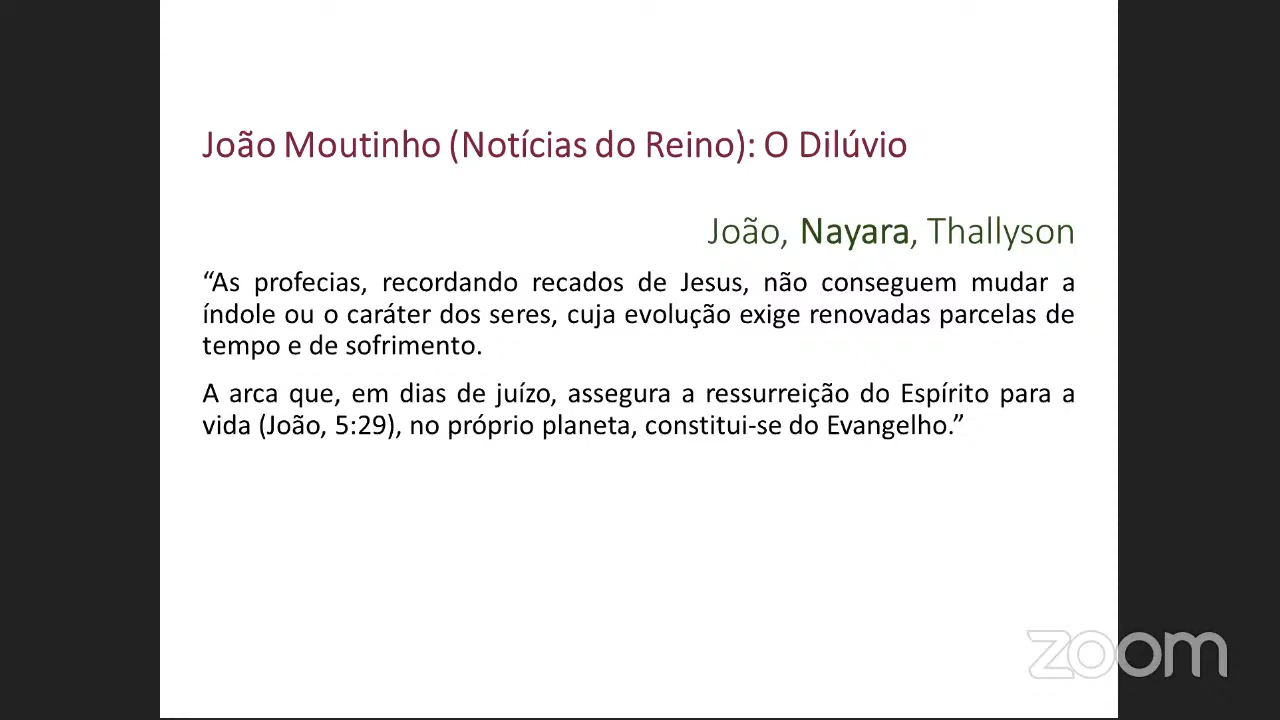 João Moutinho (Notícias do Reino): O Dilúvio
João, Nayara, Thallyson
“As profecias, recordando recados de Jesus, não conseguem mudar a
índole ou o caráter dos seres, cuja evolução exige renovadas parcelas de
tempo e de sofrimento.
A arca que, em dias de juízo, assegura a ressurreição do Espírito para a
vida (João, 5:29), no próprio planeta, constitui-se do Evangelho.”
zoom